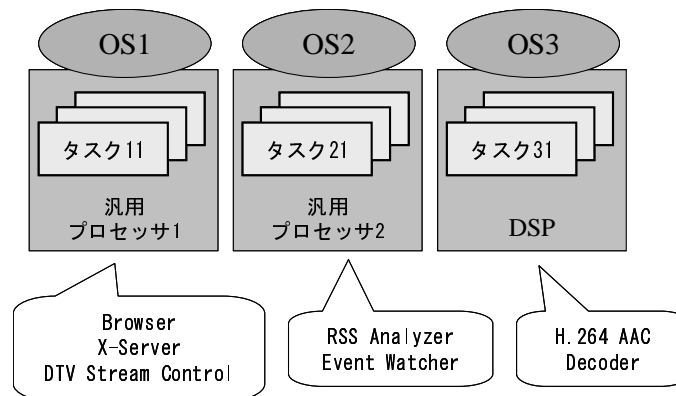 OS1
OS2
OS3
タスク11
タスク21
タスク31
汎用
プロセッサ1
汎用
プロセッサ2
DSP
Browser
X-Server
DTV Stream Control
RSS Analyzer
Event Watcher
H.264 AAC
Decoder